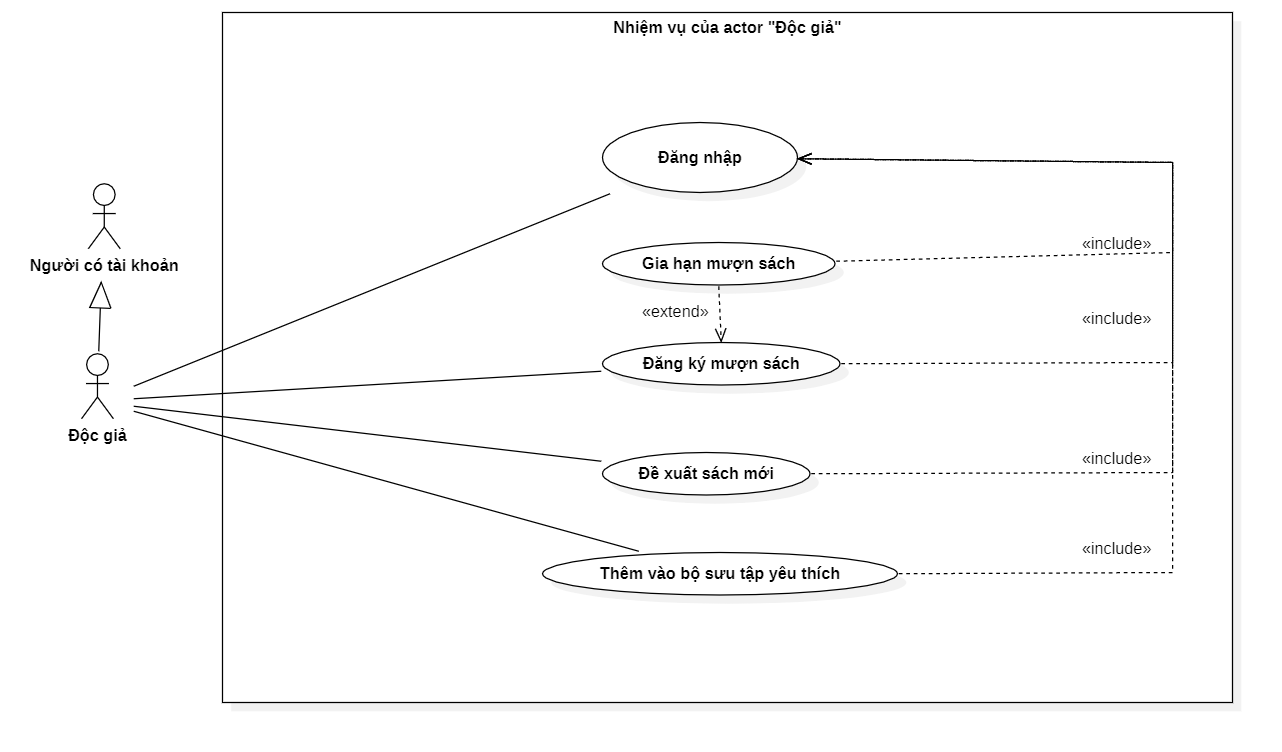 Nhiệm vụ của actor "Độc giả"
Đăng nhập
Người có tài khoản
«include»
Gia hạn mượn sách
«extend»
«include»
Đăng ký mượn sách
Độc giả
«include»
Đề xuất sách mới
«include»
Thêm vào bộ sưu tập yêu thích